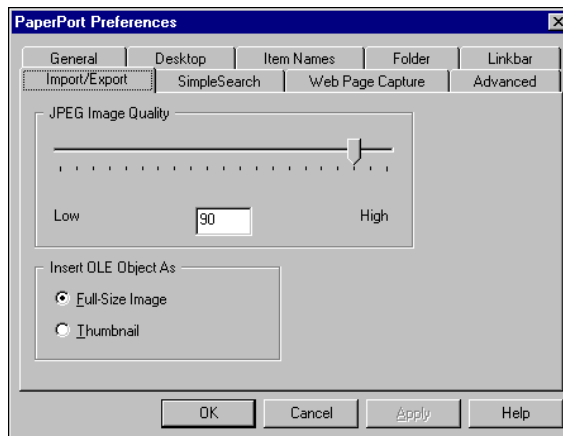 PaperPort Preferences
General Desktop Item Names Folder Linkbar
Import/Export SimpleSearch Web Page Capture Advanced
JPEG Image Quality
Low 90 High
Insert OLE Object As
Full-Size Image
Thumbnail
OK Cancel Apply Help